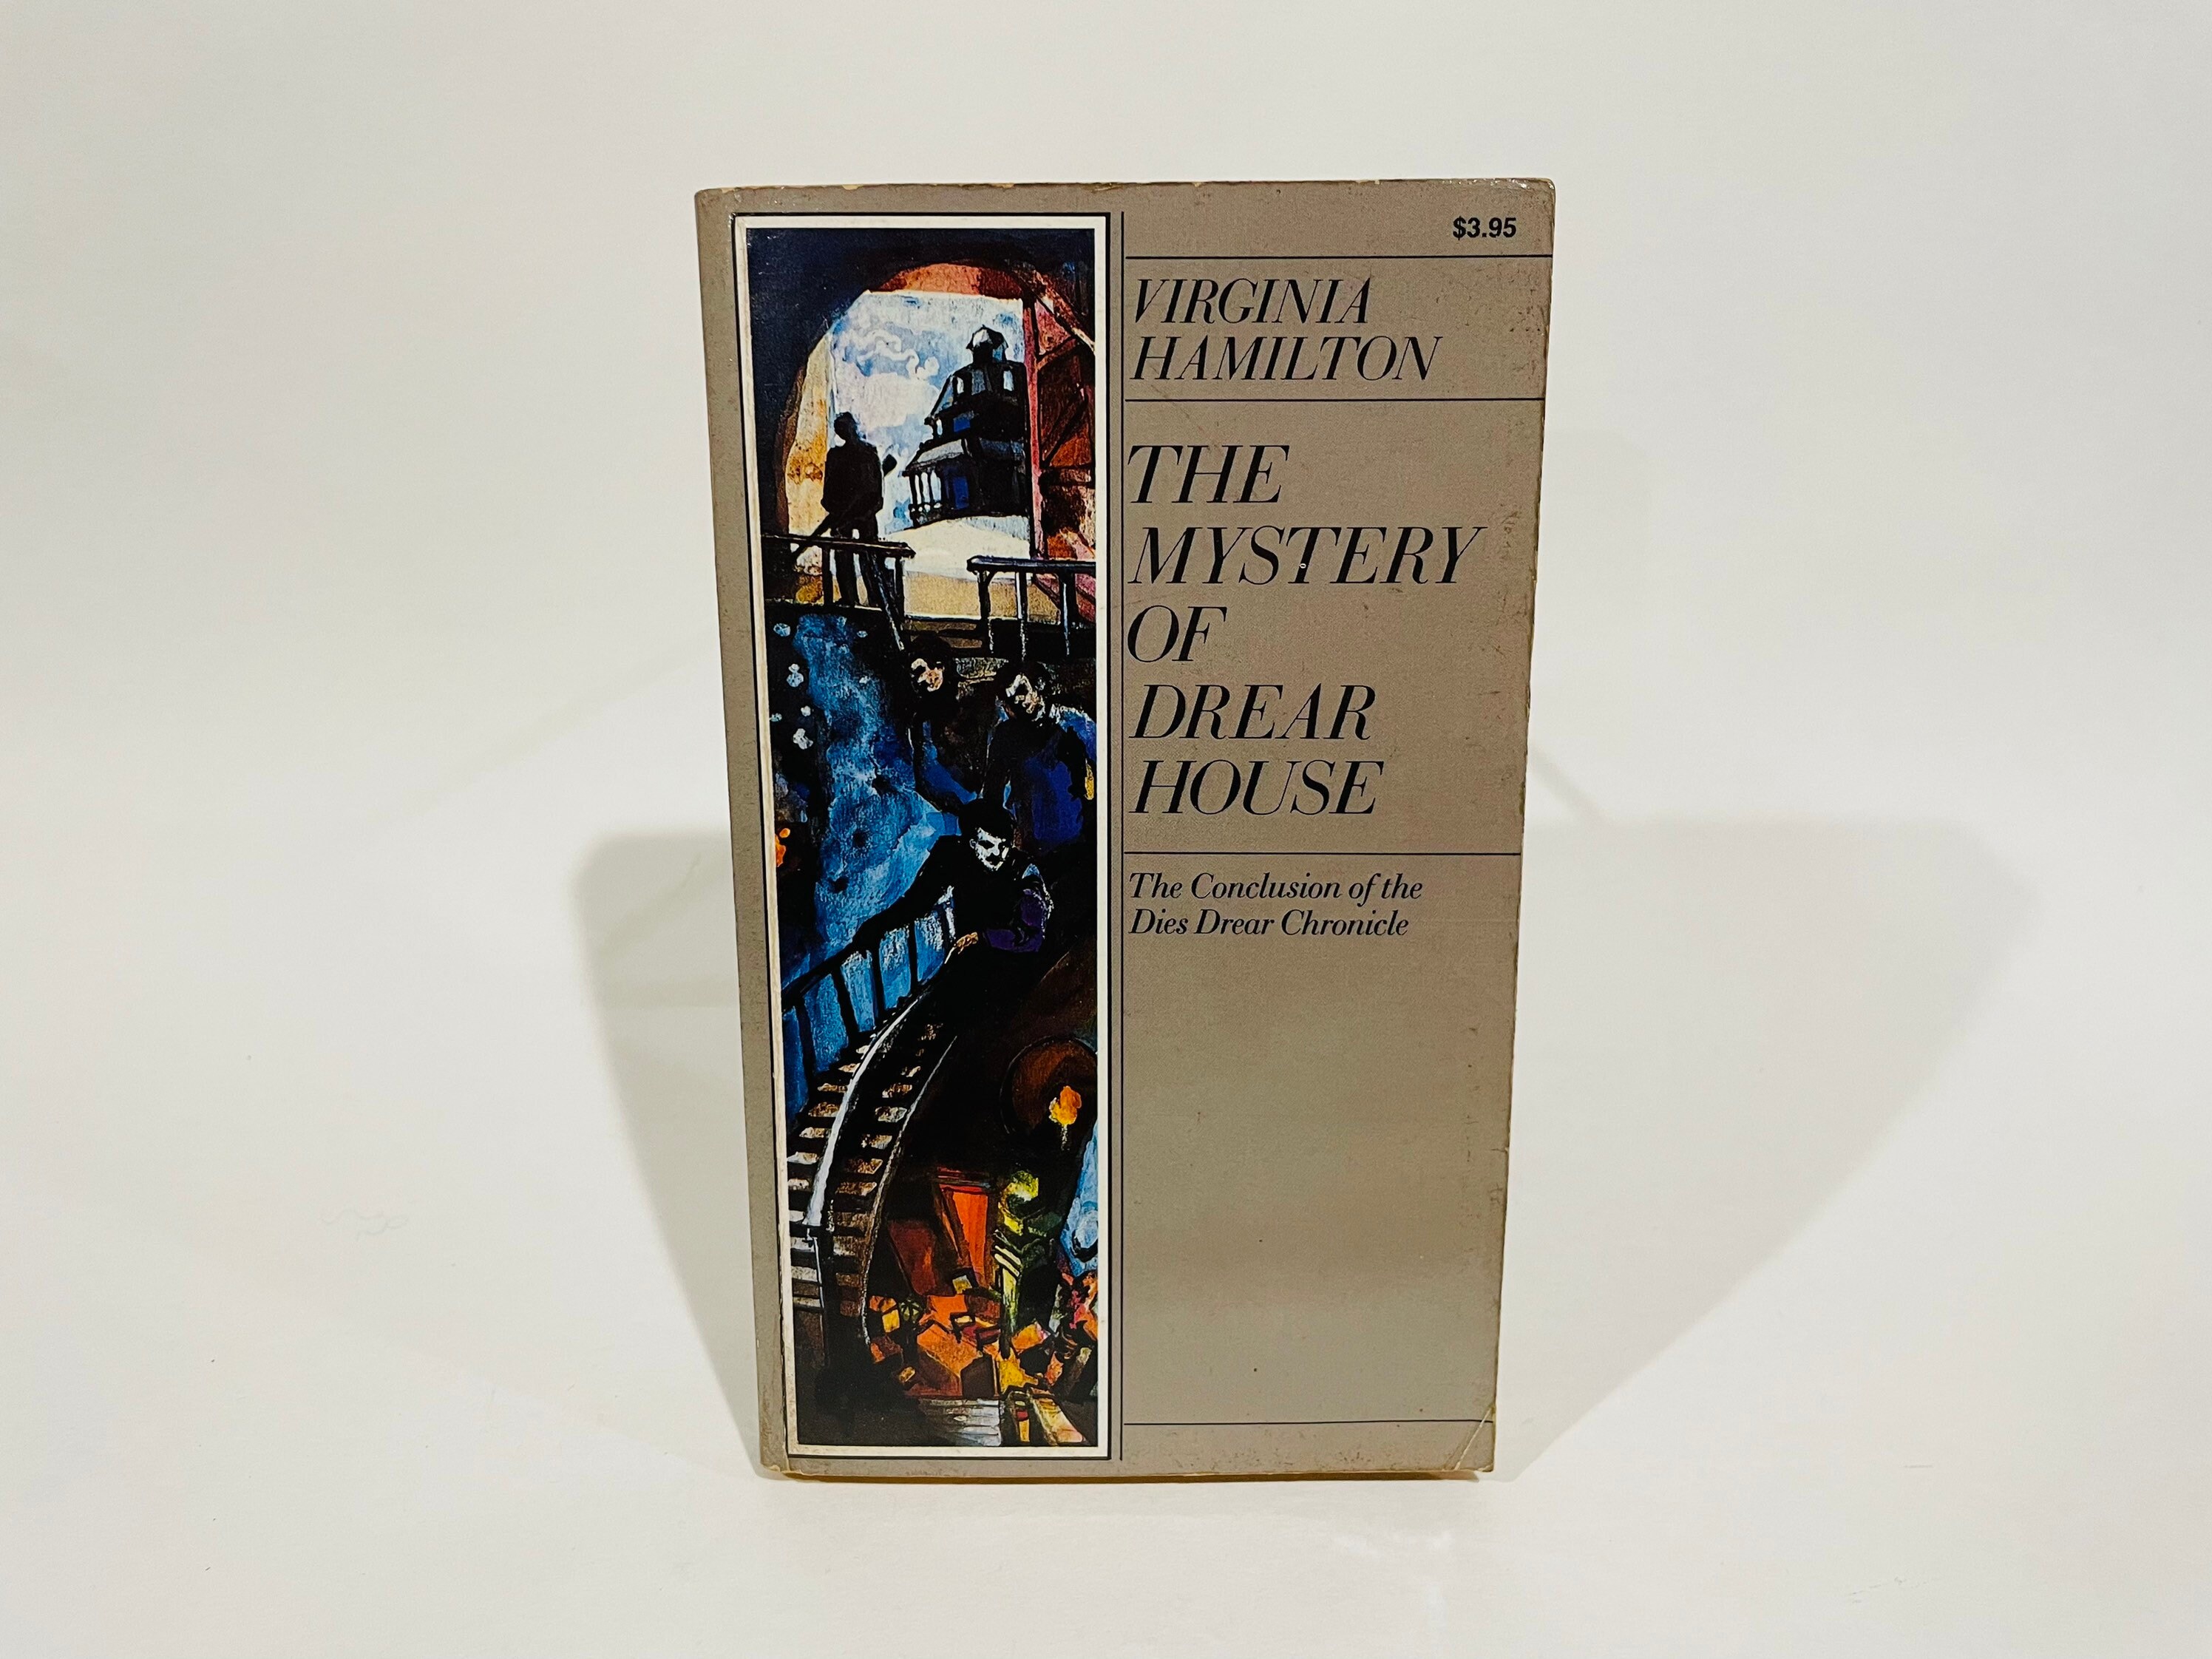 $3.95
VIRGINIA
HAMILTON
THE
MYSTERY
OF
DREAR
HOUSE
The Conclusion of the
Dies Drear Chronicle